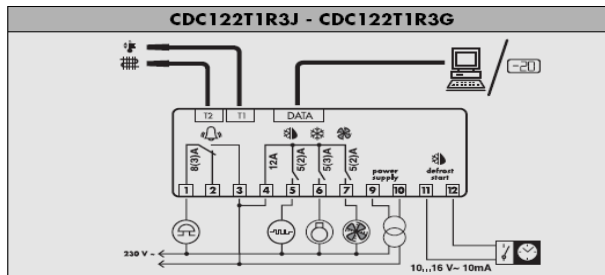 CDC122T1R3J - CDC122T1R3G
-20
T2 T1 DATA
8(3)A 12A 5(2)A 5(3)A 5(2)A
power supply
defrost start
1 2 3 4 5 6 7 9 10 11 12
230 V ~
10...16 V~ 10mA